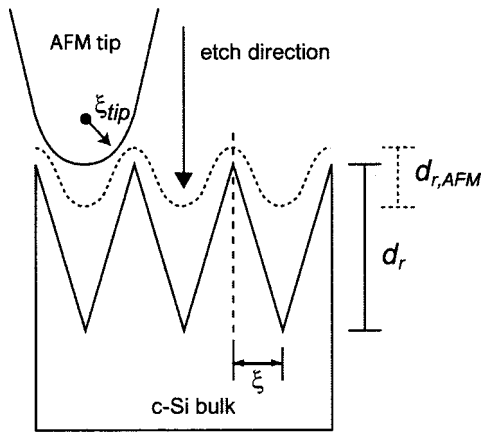 AFM tip
etch direction
ξtip
dr,AFM
dr
ξ
c-Si bulk